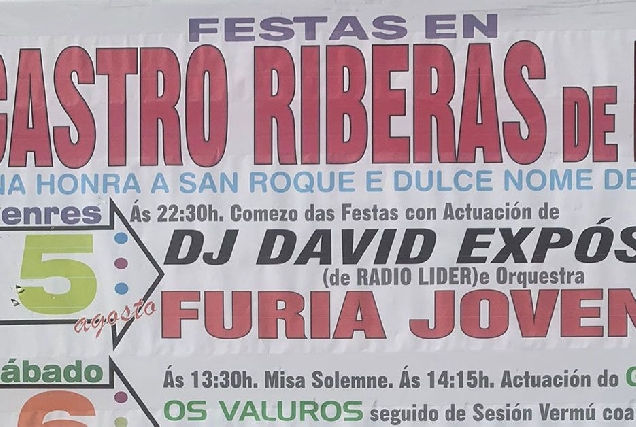 FESTAS EN
CASTRO RIBERAS DE
NA HONRA A SAN ROQUE E DULCE NOME DE
venres
Ás 22:30h. Comezo das Festas con Actuación de
5
agosto
DJ DAVID EXPÓS
(de RADIO LIDER)e Orquestra
FURIA JOVEN
Sábado
6
Ás 13:30h. Misa Solemne. Ás 14:15h. Actuación do
OS VALUROS seguido de Sesión Vermú coa